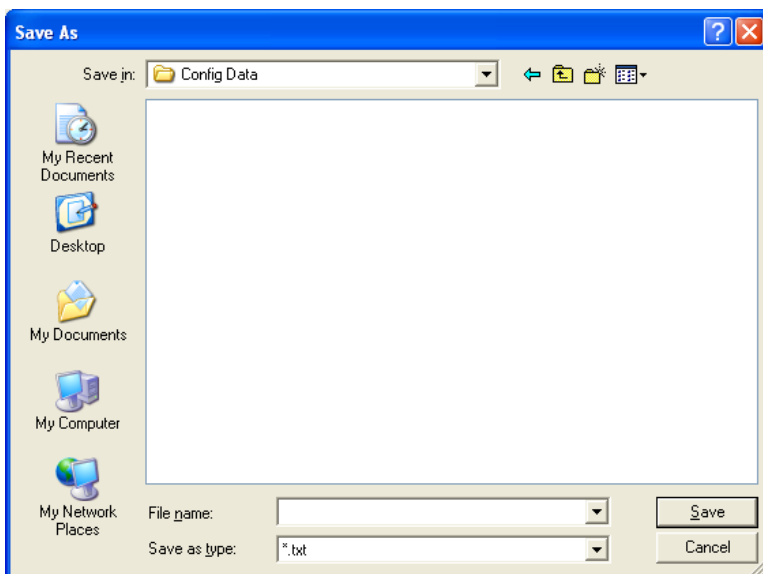 Save As
Save in: Config Data
My Recent
Documents
Desktop
My Documents
My Computer
My Network
Places
File name:
Save
Save as type: *.txt
Cancel